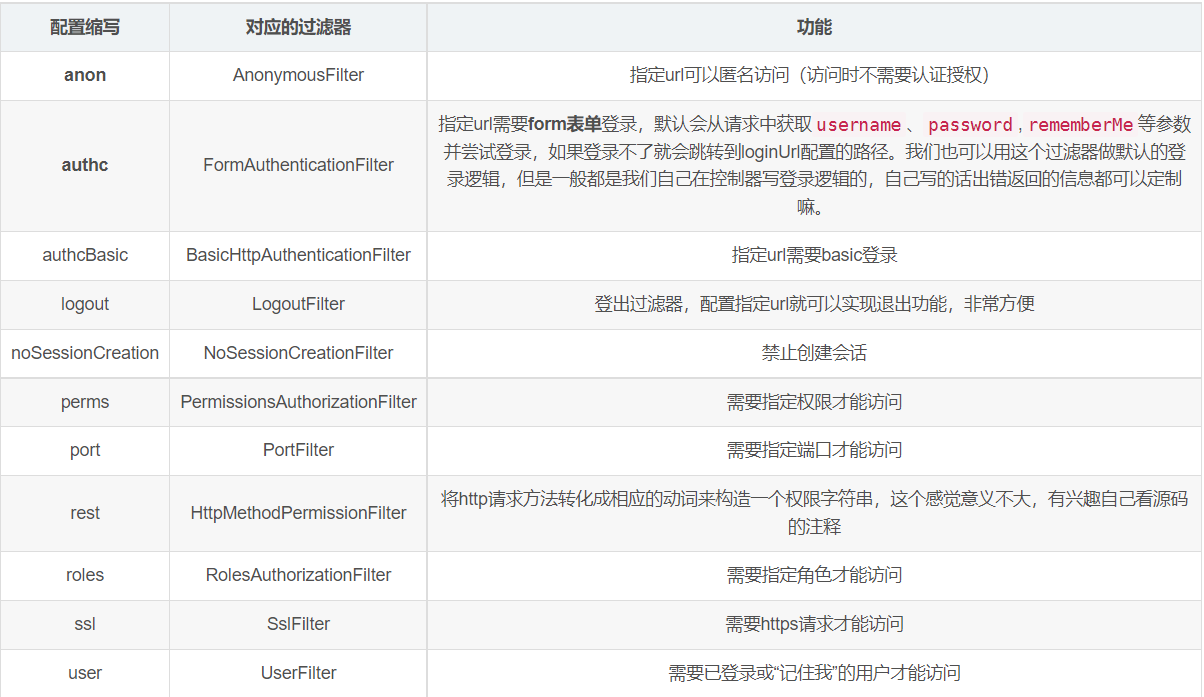 配置缩写 对应的过滤器 功能
anon AnonymousFilter 指定url可以匿名访问（访问时不需要认证授权）
指定url需要form表单登录，默认会从请求中获取 username 、 password , rememberMe 等参数
并尝试登录，如果登录不了就会跳转到loginUrl配置的路径。我们也可以用这个过滤器做默认的登
authc FormAuthenticationFilter 录逻辑，但是一般都是我们自己在控制器写登录逻辑的，自己写的话出错返回的信息都可以定制
嘛。
authcBasic BasicHttpAuthenticationFilter 指定url需要basic登录
logout LogoutFilter 登出过滤器，配置指定url就可以实现退出功能，非常方便
noSessionCreation NoSessionCreationFilter 禁止创建会话
perms PermissionsAuthorizationFilter 需要指定权限才能访问
port PortFilter 需要指定端口才能访问
rest HttpMethodPermissionFilter 将http请求方法转化成相应的动词来构造一个权限字符串，这个感觉意义不大，有兴趣自己看源码
的注释
roles RolesAuthorizationFilter 需要指定角色才能访问
ssl SslFilter 需要https请求才能访问
user UserFilter 需要已登录或“记住我”的用户才能访问